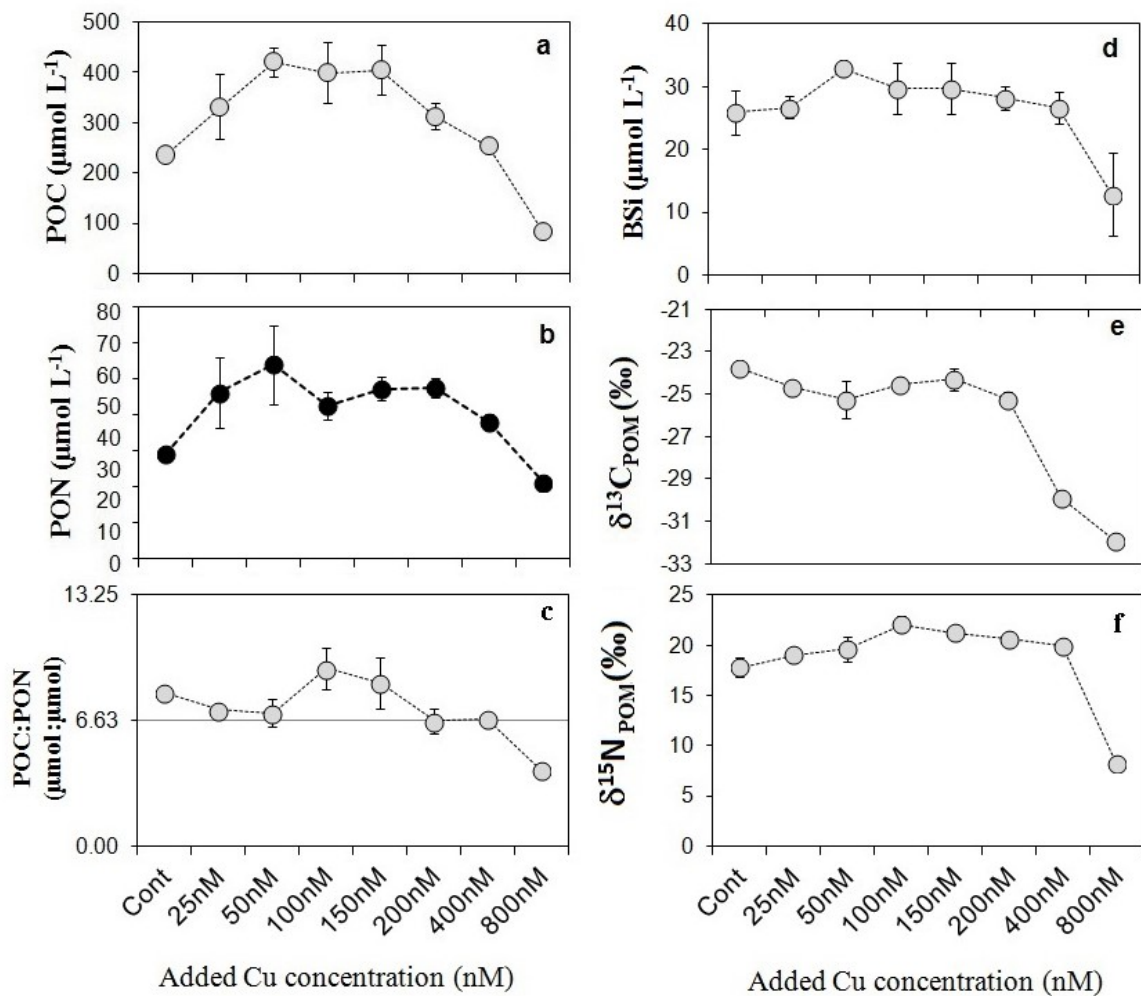 a
500
400
300
200
100
0
POC (µmol L⁻¹)
b
80
70
60
50
40
30
20
10
0
PON (µmol L⁻¹)
c
13.25
6.63
0.00
POC:PON
(µmol:µmol)
Cont
25nM
50nM
100nM
150nM
200nM
400nM
800nM
Added Cu concentration (nM)
d
40
30
20
10
0
BSi (µmol L⁻¹)
e
-21
-23
-25
-27
-29
-31
-33
δ¹³C_POM (‰)
f
25
20
15
10
5
0
δ¹⁵N_POM (‰)
Cont
25nM
50nM
100nM
150nM
200nM
400nM
800nM
Added Cu concentration (nM)